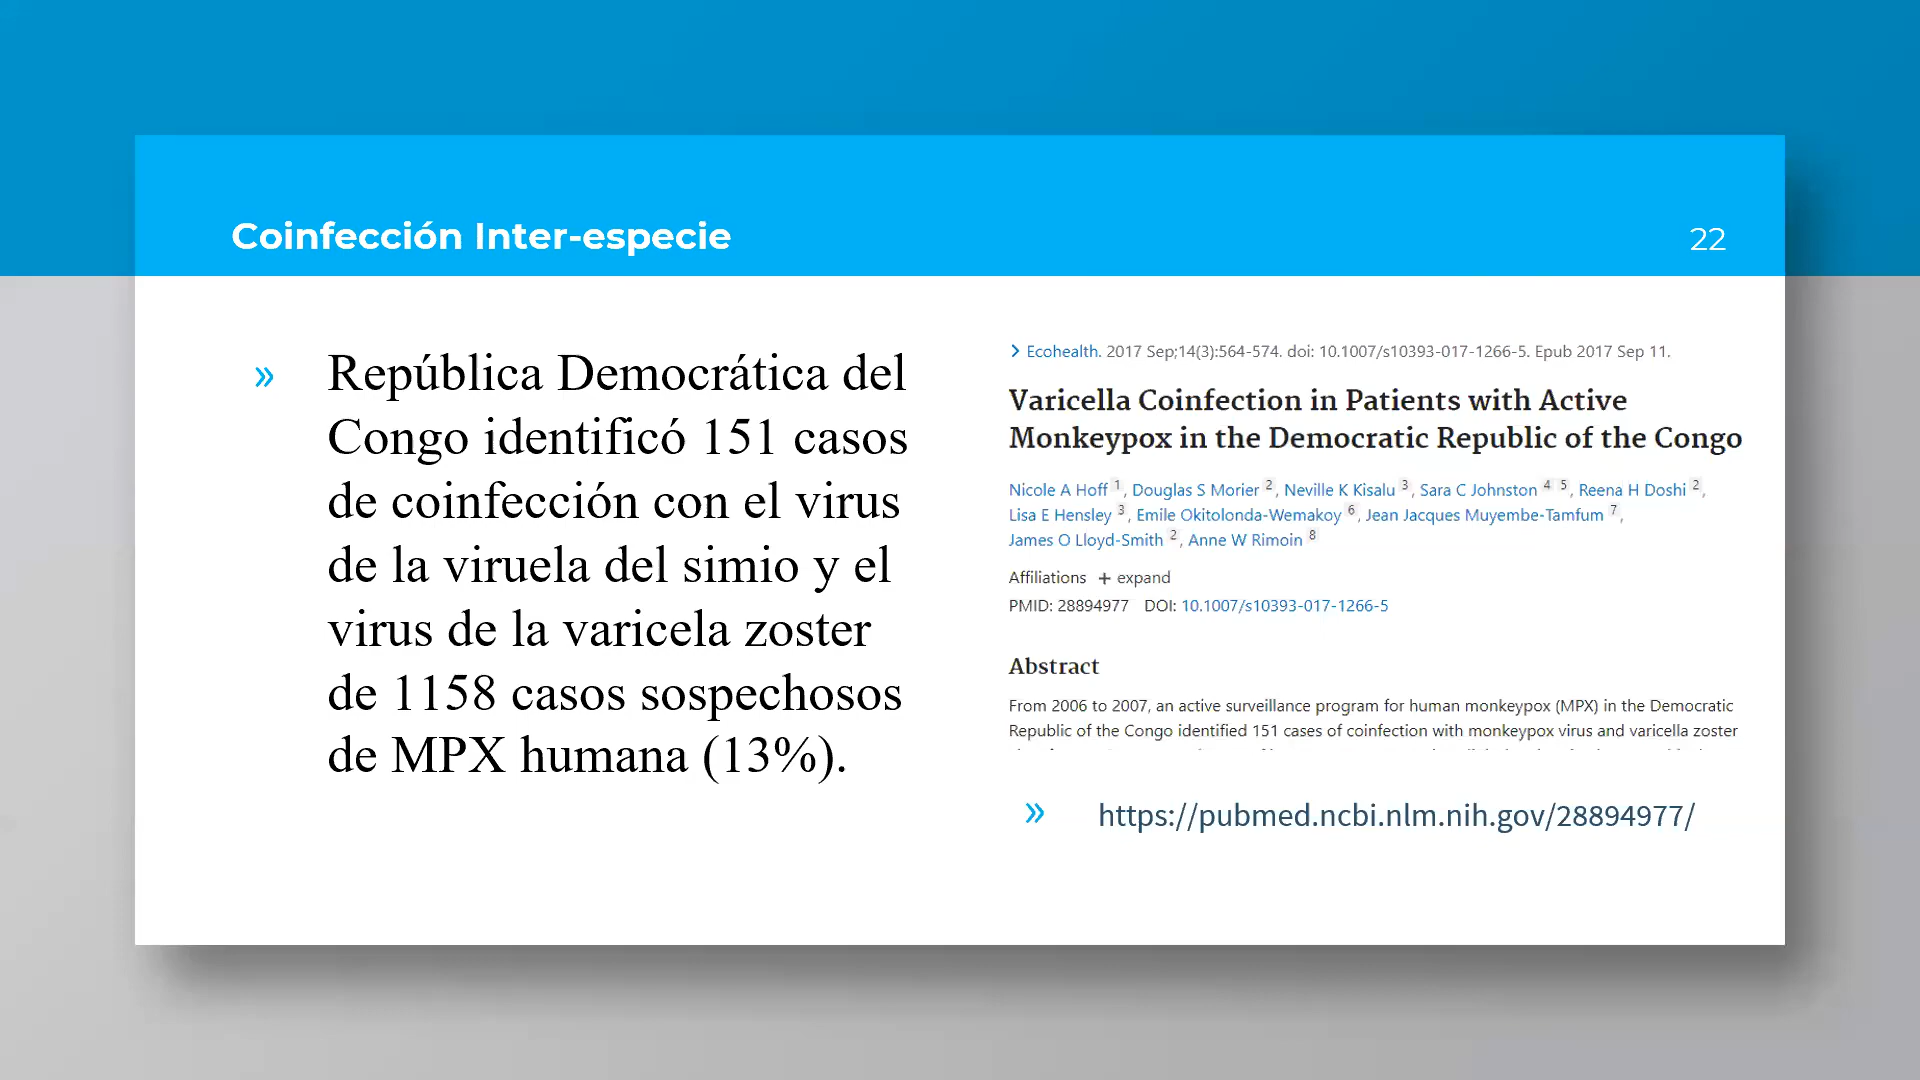 Coinfección Inter-especie
22
» República Democrática del
Congo identificó 151 casos
de coinfección con el virus
de la viruela del simio y el
virus de la varicela zoster
de 1158 casos sospechosos
de MPX humana (13%).
> Ecohealth. 2017 Sep;14(3):564-574. doi: 10.1007/s10393-017-1266-5. Epub 2017 Sep 11.
Varicella Coinfection in Patients with Active
Monkeypox in the Democratic Republic of the Congo
Nicole A Hoff 1, Douglas S Morier 2, Neville K Kisalu 3, Sara C Johnston 4 5, Reena H Doshi 2,
Lisa E Hensley 3, Emile Okitolonda-Wemakoy 6, Jean Jacques Muyembe-Tamfum 7,
James O Lloyd-Smith 2, Anne W Rimoin 8
Affiliations + expand
PMID: 28894977 DOI: 10.1007/s10393-017-1266-5
Abstract
From 2006 to 2007, an active surveillance program for human monkeypox (MPX) in the Democratic
Republic of the Congo identified 151 cases of coinfection with monkeypox virus and varicella zoster
» https://pubmed.ncbi.nlm.nih.gov/28894977/